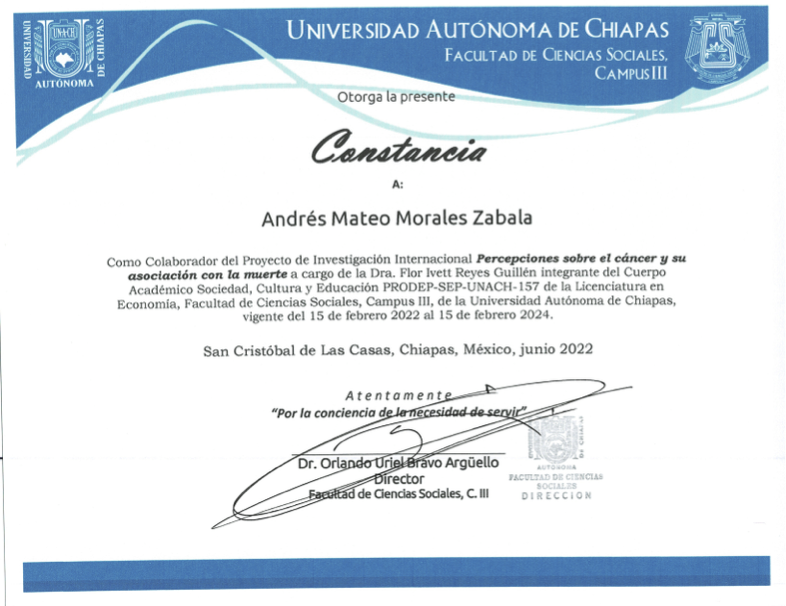 UNIVERSIDAD AUTÓNOMA DE CHIAPAS
FACULTAD DE CIENCIAS SOCIALES.
CAMPUS III
UNIVERSIDAD
UNACH
AUTÓNOMA
DE CHIAPAS
Otorga la presente
Constancia
A:
Andrés Mateo Morales Zabala
Como Colaborador del Proyecto de Investigación Internacional Percepciones sobre el cáncer y su
asociación con la muerte a cargo de la Dra. Flor Ivett Reyes Guillén integrante del Cuerpo
Académico Sociedad, Cultura y Educación PRODEP-SEP-UNACH-157 de la Licenciatura en
Economía, Facultad de Ciencias Sociales, Campus III, de la Universidad Autónoma de Chiapas,
vigente del 15 de febrero 2022 al 15 de febrero 2024.
San Cristóbal de Las Casas, Chiapas, México, junio 2022
Atentamente
"Por la conciencia de la necesidad de servir"
Dr. Orlando Uriel Bravo Argüello
Director
Facultad de Ciencias Sociales, C. III
AUTONOMA
FACULTAD DE CIENCIAS
SOCIALES
DIRECCION